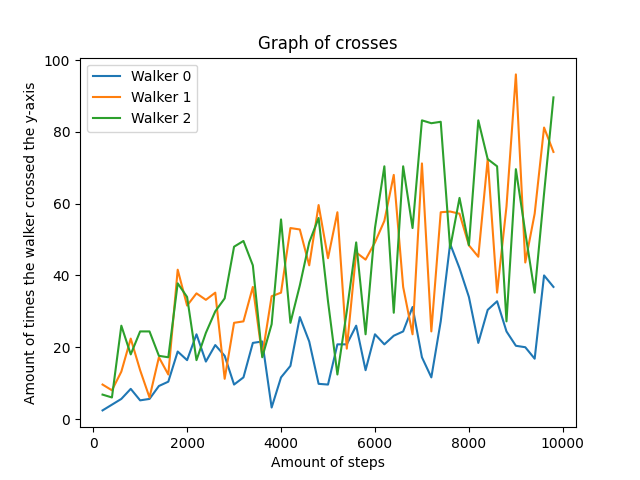 Graph of crosses
Walker 0
Walker 1
Walker 2
Amount of times the walker crossed the y-axis
100
80
60
40
20
0
0 2000 4000 6000 8000 10000
Amount of steps